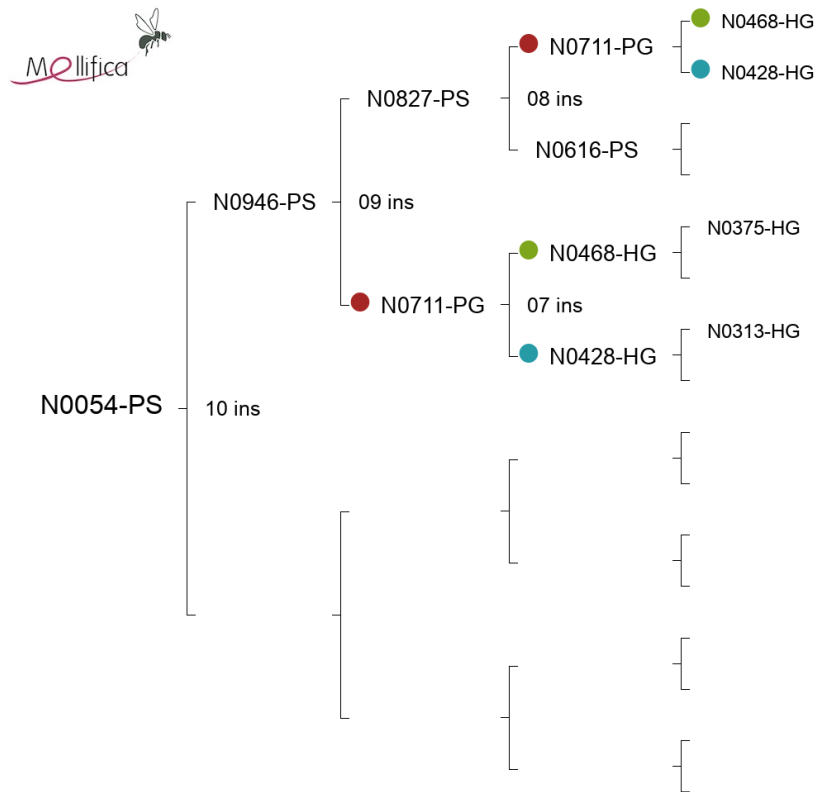 Mellifica
N0468-HG
N0711-PG
N0428-HG
N0827-PS
08 ins
N0616-PS
N0946-PS
09 ins
N0375-HG
N0468-HG
N0711-PG
07 ins
N0313-HG
N0428-HG
N0054-PS
10 ins